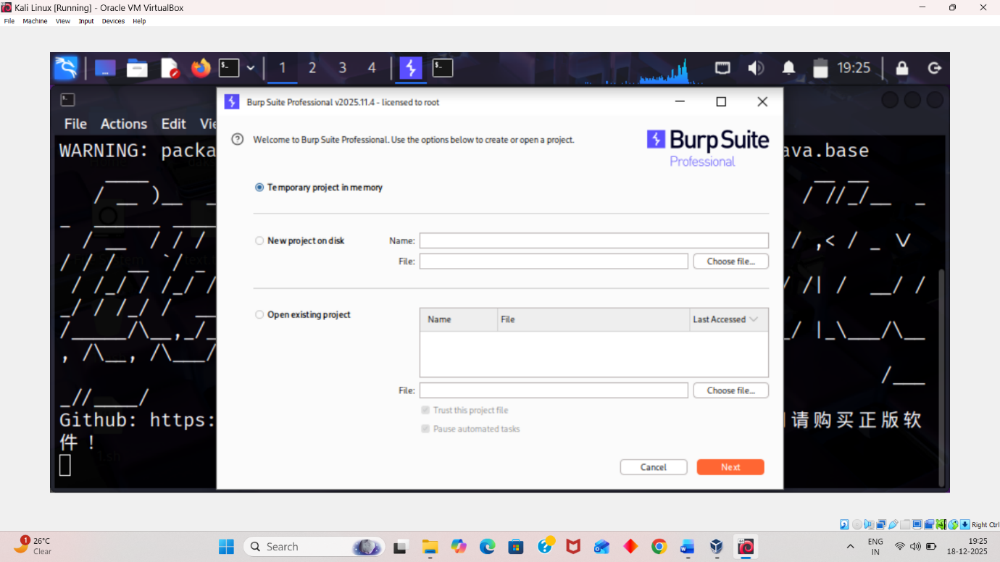 Kali Linux [Running] - Oracle VM VirtualBox
File Machine View Input Devices Help
1 2 3 4
19:25
Burp Suite Professional v2025.11.4 - licensed to root
File Actions Edit
Welcome to Burp Suite Professional. Use the options below to create or open a project.
Burp Suite
Professional
WARNING: packa
ava.base
Temporary project in memory
New project on disk
Name:
File:
Choose file...
Open existing project
Name File Last Accessed
File:
Choose file...
Trust this project file
Pause automated tasks
Github: https:
请购买正版软
件！
Cancel Next
Right Ctrl
1
26°C
Clear
Search
ENG
IN
19:25
18-12-2025